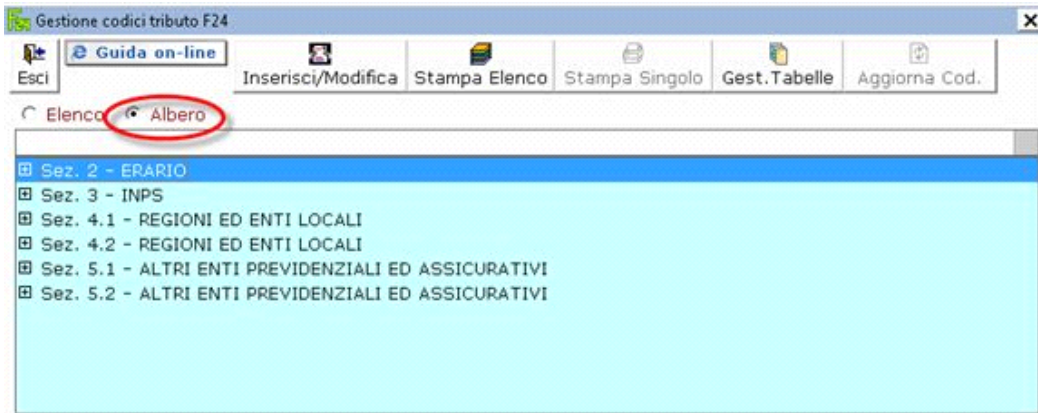 Gestione codici tributo F24
Guida on-line
Esci Inserisci/Modifica Stampa Elenco Stampa Singolo Gest.Tabelle Aggiorna Cod.
Elenco Albero
Sez. 2 - ERARIO
Sez. 3 - INPS
Sez. 4.1 - REGIONI ED ENTI LOCALI
Sez. 4.2 - REGIONI ED ENTI LOCALI
Sez. 5.1 - ALTRI ENTI PREVIDENZIALI ED ASSICURATIVI
Sez. 5.2 - ALTRI ENTI PREVIDENZIALI ED ASSICURATIVI